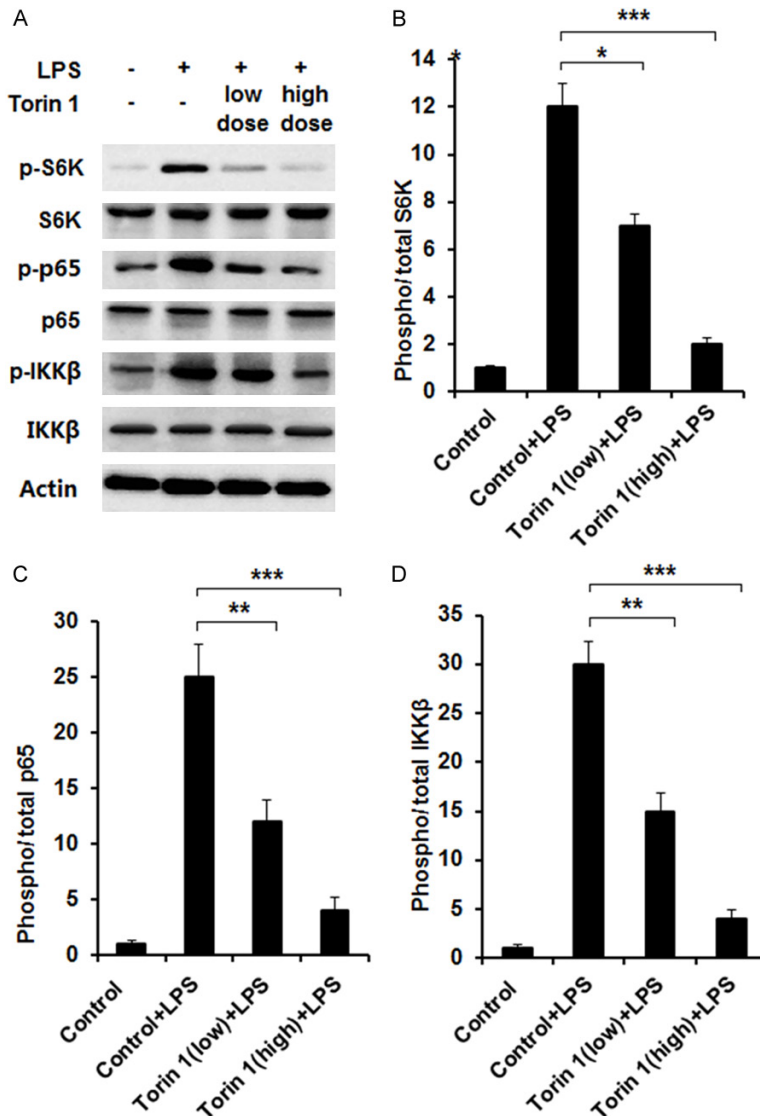 A
LPS - + + +
Torin 1 - - low dose high dose
p-S6K
S6K
p-p65
p65
p-IKKβ
IKKβ
Actin
B
***
*
*
14
12
10
8
6
4
2
0
Phospho/total S6K
Control
Control+LPS
Torin 1(low)+LPS
Torin 1(high)+LPS
C
***
**
30
25
20
15
10
5
0
Phospho/total p65
Control
Control+LPS
Torin 1(low)+LPS
Torin 1(high)+LPS
D
***
**
35
30
25
20
15
10
5
0
Phospho/total IKKβ
Control
Control+LPS
Torin 1(low)+LPS
Torin 1(high)+LPS